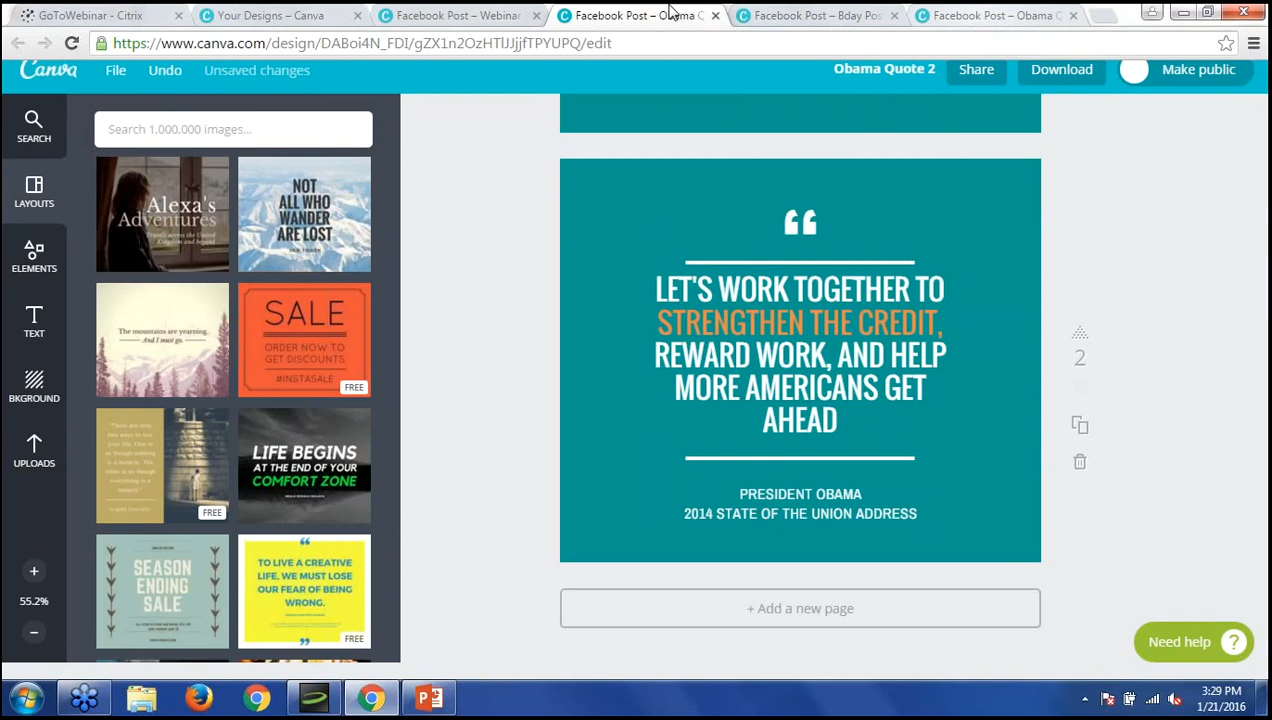 GoToWebinar - Citrix
Your Designs – Canva
Facebook Post – Webinar
Facebook Post – Obama Q
Facebook Post – Bday Pos
Facebook Post – Obama Q
https://www.canva.com/design/DABoi4N_FDI/gZX1n2OzHTlJJjjfTPYUPQ/edit
Canva
File
Undo
Unsaved changes
Obama Quote 2
Share
Download
Make public
SEARCH
LAYOUTS
ELEMENTS
TEXT
BKGROUND
UPLOADS
+
55.2%
−
Search 1,000,000 images...
Alexa's
Adventures
NOT
ALL WHO
WANDER
ARE LOST
The mountains are yearning.
And I must go.
SALE
ORDER NOW TO
GET DISCOUNTS
#INSTASALE
FREE
FREE
LIFE BEGINS
AT THE END OF YOUR
COMFORT ZONE
SEASON
ENDING
SALE
“
TO LIVE A CREATIVE
LIFE, WE MUST LOSE
OUR FEAR OF BEING
WRONG.
”
FREE
“
LET'S WORK TOGETHER TO
STRENGTHEN THE CREDIT,
REWARD WORK, AND HELP
MORE AMERICANS GET
AHEAD
PRESIDENT OBAMA
2014 STATE OF THE UNION ADDRESS
2
+ Add a new page
Need help ?
3:29 PM
1/21/2016